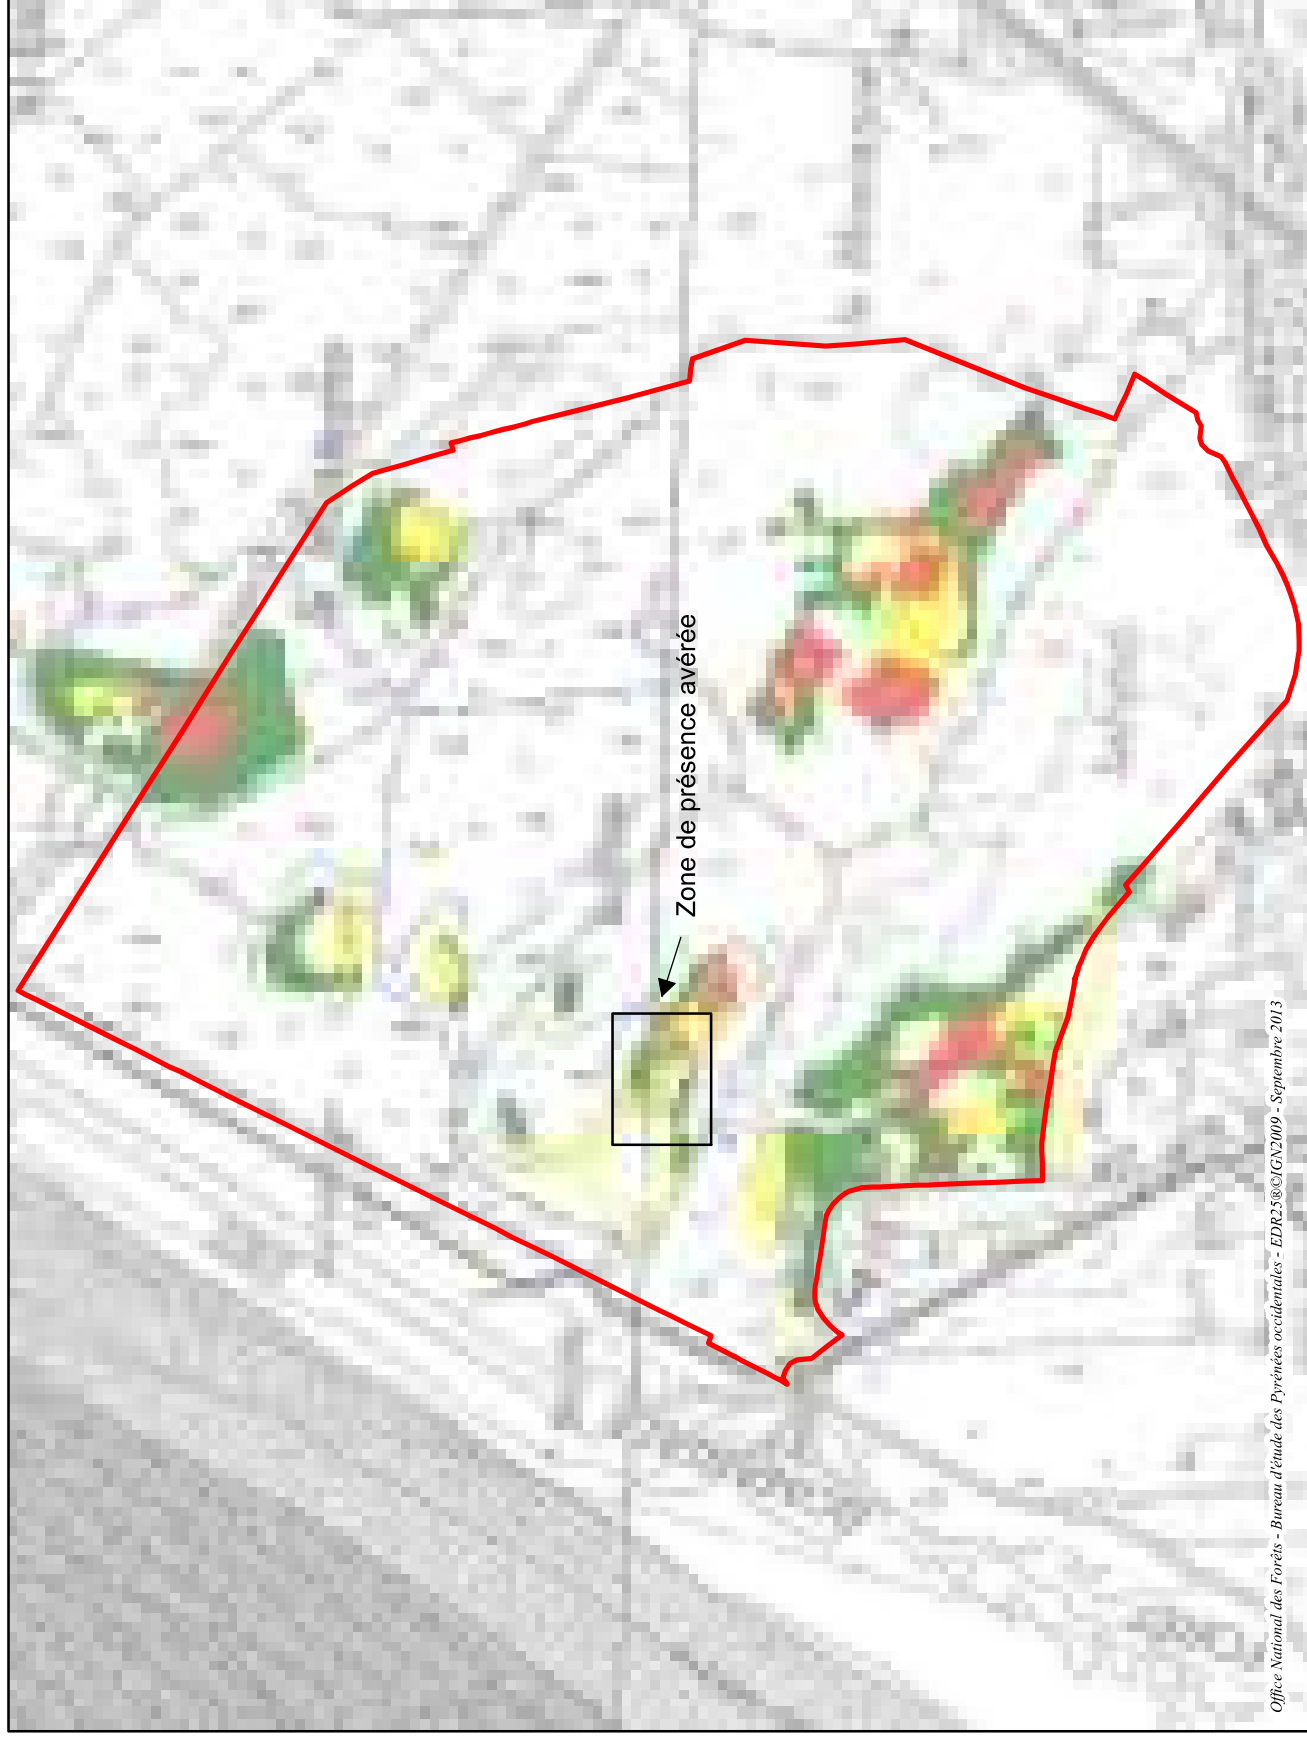 Zone de présence avérée
Office National des Forêts - Bureau d'étude des Pyrénées occidentales - EDR25®©IGN2009 - Septembre 2013